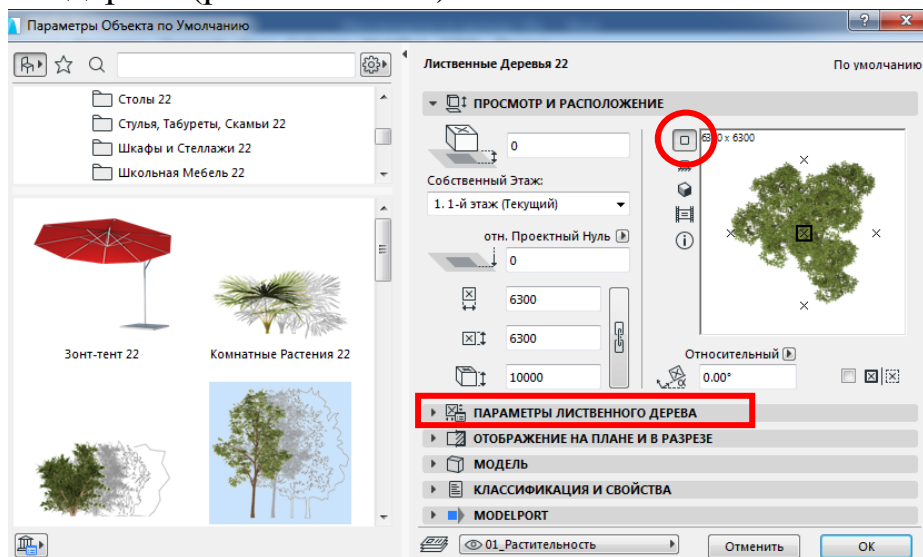 Параметры Объекта по Умолчанию
Столы 22
Стулья, Табуреты, Скамьи 22
Шкафы и Стеллажи 22
Школьная Мебель 22
Зонт-тент 22
Комнатные Растения 22
Лиственные Деревья 22
По умолчанию
ПРОСМОТР И РАСПОЛОЖЕНИЕ
0
Собственный Этаж:
1. 1-й этаж (Текущий)
отн. Проектный Нуль
0
6300
6300
10000
6300 x 6300
Относительный
0.00°
ПАРАМЕТРЫ ЛИСТВЕННОГО ДЕРЕВА
ОТОБРАЖЕНИЕ НА ПЛАНЕ И В РАЗРЕЗЕ
МОДЕЛЬ
КЛАССИФИКАЦИЯ И СВОЙСТВА
MODELPORT
01_Растительность
Отменить
ОК